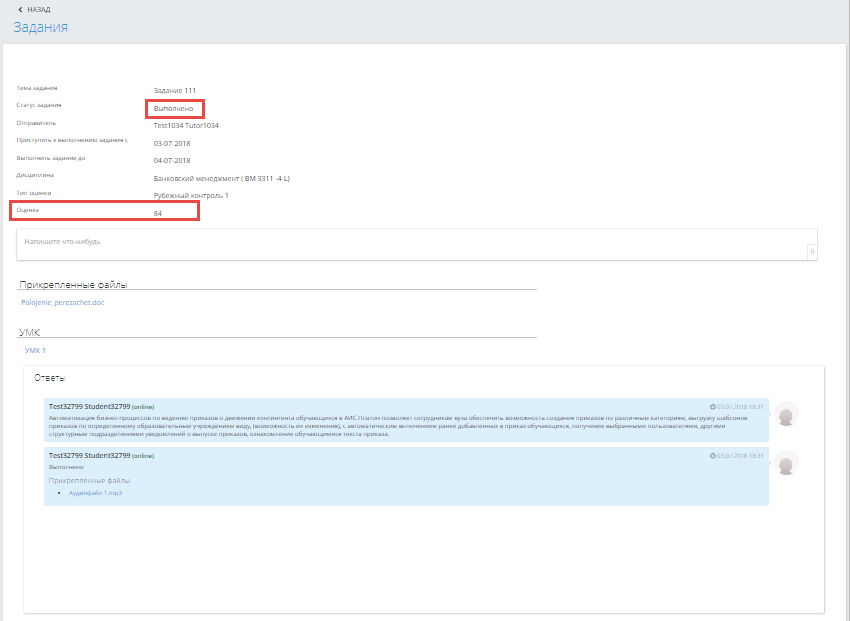 НАЗАД
Задания
Тема задания Задание 111
Статус задания Выполнено
Отправитель Test1034 Tutor1034
Приступить к выполнению задания с 03-07-2018
Выполнить задание до 04-07-2018
Дисциплина Банковский менеджмент ( BM 3311 -4-L)
Тип оценки Рубежный контроль 1
Оценка 84
Напишите что-нибудь
0
Прикрепленные файлы
Polojenie_perezachet.doc
УМК
УМК 1
Ответы
Test32799 Student32799 (online) 03.07.2018 18:31
Автоматизация бизнес-процессов по ведению приказов о движении контингента обучающихся в АИС Платон позволяет сотрудникам вуза обеспечить возможность создания приказов по различным категориям, выгрузку шаблонов
приказов по определенному образовательным учреждением виду, (возможность их изменения), с автоматическим включением ранее добавленных в приказ обучающихся, получение выбранными пользователями, другими
структурными подразделениями уведомлений о выпуске приказов, ознакомление обучающимися текста приказа.
Test32799 Student32799 (online) 03.07.2018 18:31
Выполнено
Прикрепленные файлы
Аудиофайл 1.mp3